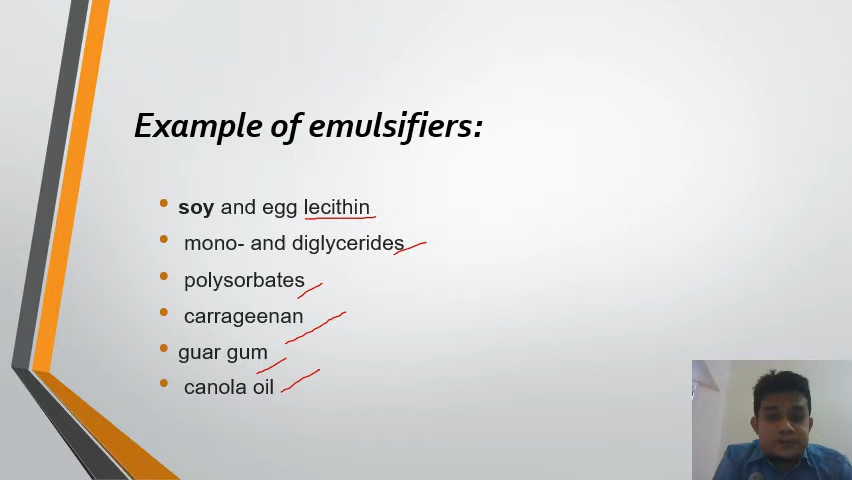 Example of emulsifiers:
soy and egg lecithin
mono- and diglycerides
polysorbates
carrageenan
guar gum
canola oil